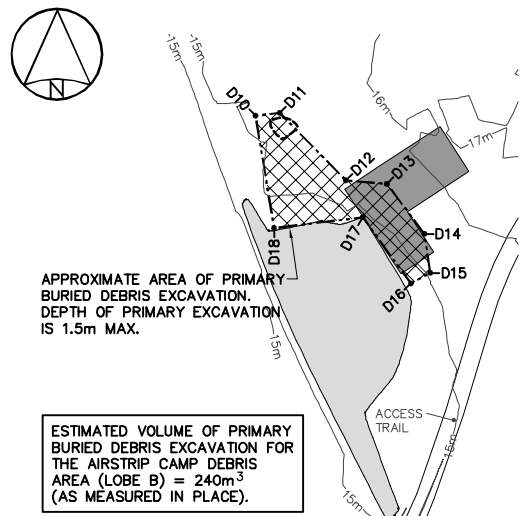 N
-15m
-15m
16m
17m
D10
D11
D12
D13
D14
D15
D16
D17
D18
APPROXIMATE AREA OF PRIMARY
BURIED DEBRIS EXCAVATION.
DEPTH OF PRIMARY EXCAVATION
IS 1.5m MAX.
15m
ACCESS
TRAIL
15m
15m
ESTIMATED VOLUME OF PRIMARY
BURIED DEBRIS EXCAVATION FOR
THE AIRSTRIP CAMP DEBRIS
AREA (LOBE B) = 240m³
(AS MEASURED IN PLACE).